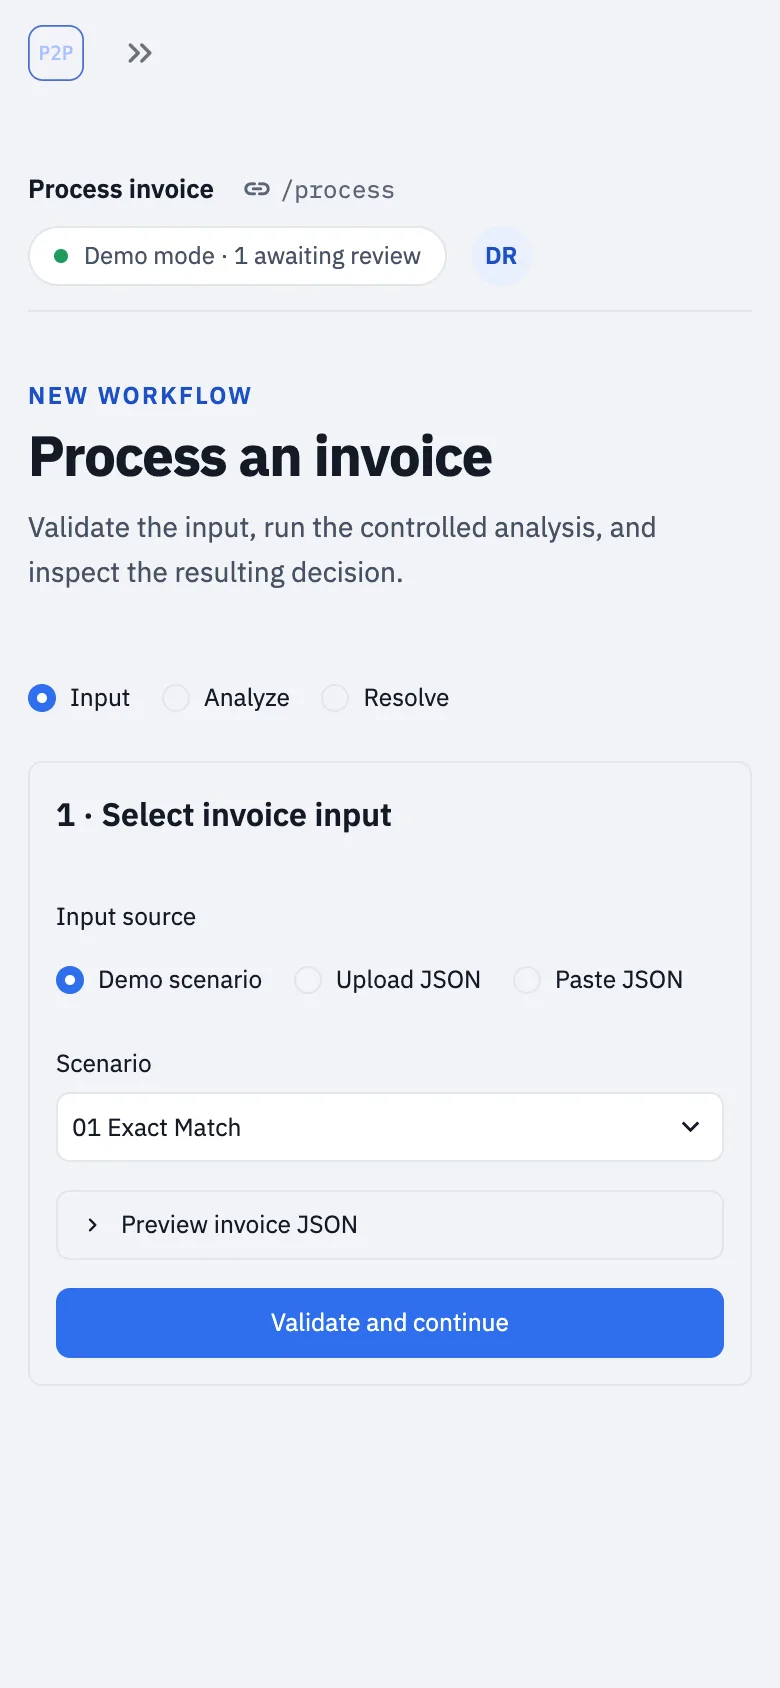 P2P
Process invoice /process
Demo mode · 1 awaiting review DR
NEW WORKFLOW
Process an invoice
Validate the input, run the controlled analysis, and
inspect the resulting decision.
Input Analyze Resolve
1 · Select invoice input
Input source
Demo scenario Upload JSON Paste JSON
Scenario
01 Exact Match
Preview invoice JSON
Validate and continue